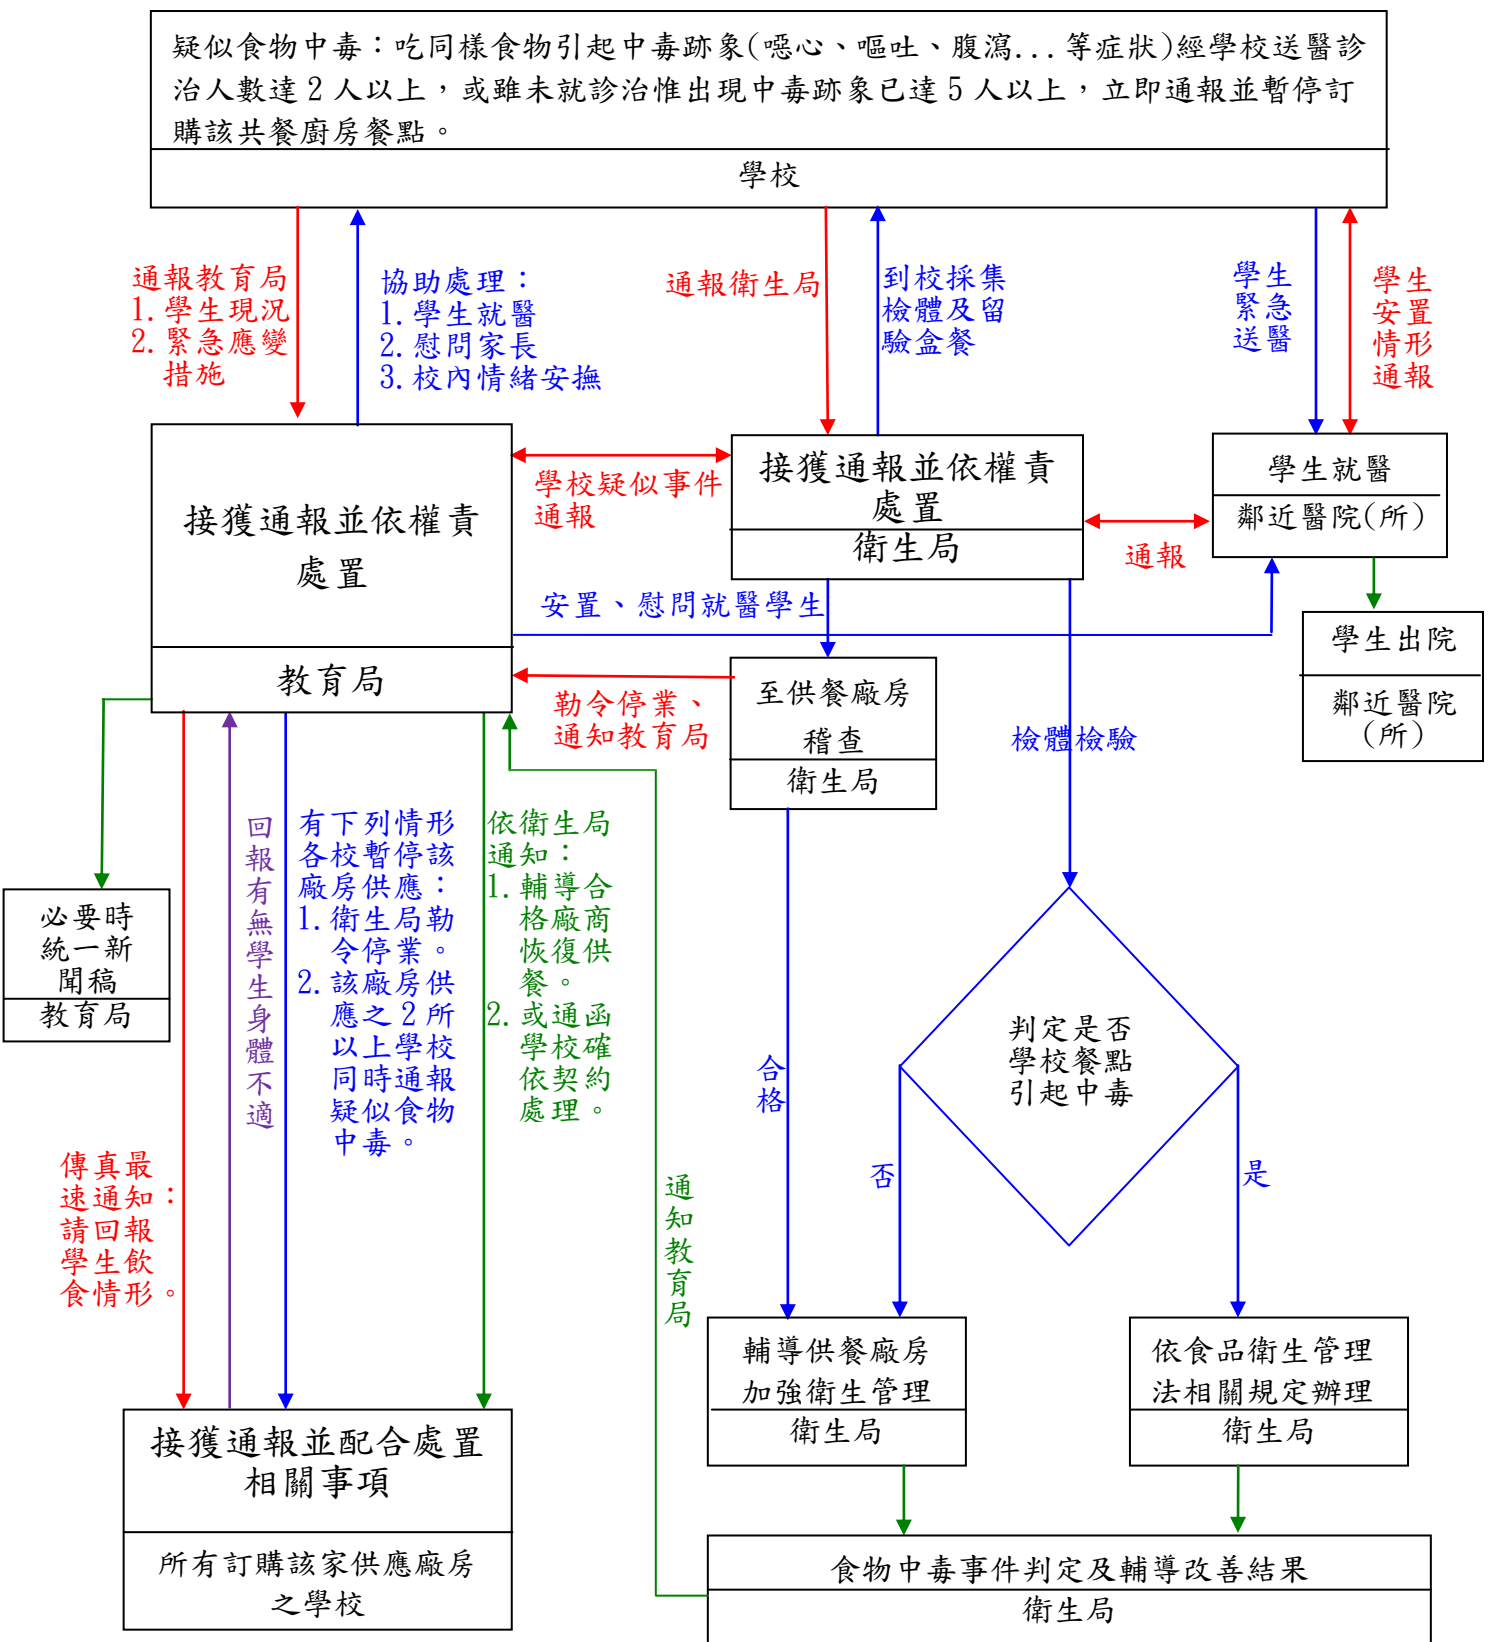 疑似食物中毒：吃同樣食物引起中毒跡象(噁心、嘔吐、腹瀉...等症狀)經學校送醫診
治人數達2人以上，或雖未就診治惟出現中毒跡象已達5人以上，立即通報並暫停訂
購該共餐廚房餐點。
學校
通報教育局
1.學生現況
2.緊急應變
措施
協助處理：
1.學生就醫
2.慰問家長
3.校內情緒安撫
通報衛生局
到校採集
檢體及留
驗盒餐
學生
緊急
送醫
學生
安置
情形
通報
接獲通報並依權責
處置
教育局
學校疑似事件
通報
接獲通報並依權責
處置
衛生局
通報
學生就醫
鄰近醫院(所)
安置、慰問就醫學生
學生出院
鄰近醫院
(所)
勒令停業、
通知教育局
至供餐廠房
稽查
衛生局
檢體檢驗
必要時
統一新
聞稿
教育局
回報有無學生身體不適
有下列情形
各校暫停該
廠房供應：
1.衛生局勒
令停業。
2.該廠房供
應之2所
以上學校
同時通報
疑似食物
中毒。
依衛生局
通知：
1.輔導合
格廠商
恢復供
餐。
2.或通函
學校確
依契約
處理。
合格
判定是否
學校餐點
引起中毒
否
是
傳真最
速通知：
請回報
學生飲
食情形。
通知教育局
輔導供餐廠房
加強衛生管理
衛生局
依食品衛生管理
法相關規定辦理
衛生局
接獲通報並配合處置
相關事項
所有訂購該家供應廠房
之學校
食物中毒事件判定及輔導改善結果
衛生局